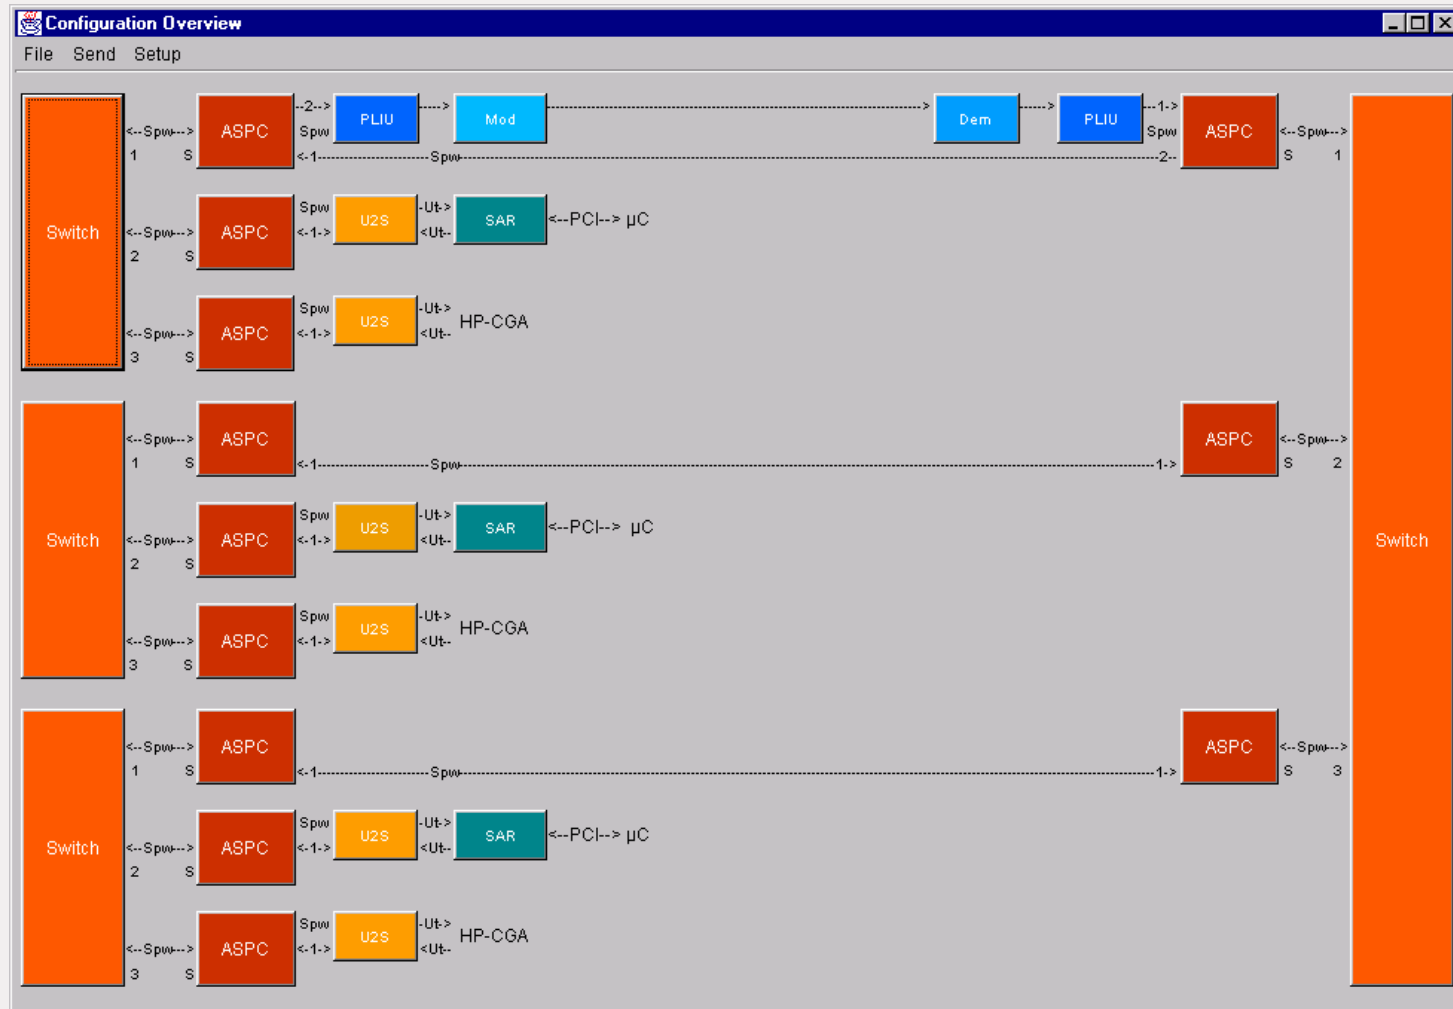 Configuration Overview
File Send Setup
Switch
<--Spw--->
1 S
ASPC
--2-->
Spw
<-1-------------------Spw-------------------2--
PLIU
---->
Mod
-------------------->
Dem
---->
PLIU
---1->
Spw
ASPC
<--Spw--->
S 1
<--Spw--->
2 S
ASPC
Spw
<-1->
U2S
-Ut->
<Ut--
SAR
<--PCI--> µC
<--Spw--->
3 S
ASPC
Spw
<-1->
U2S
-Ut->
<Ut--
HP-CGA
Switch
<--Spw--->
1 S
ASPC
<-1-------------------Spw-------------------1->
ASPC
<--Spw--->
S 2
<--Spw--->
2 S
ASPC
Spw
<-1->
U2S
-Ut->
<Ut--
SAR
<--PCI--> µC
Switch
<--Spw--->
3 S
ASPC
Spw
<-1->
U2S
-Ut->
<Ut--
HP-CGA
Switch
<--Spw--->
1 S
ASPC
<-1-------------------Spw-------------------1->
ASPC
<--Spw--->
S 3
<--Spw--->
2 S
ASPC
Spw
<-1->
U2S
-Ut->
<Ut--
SAR
<--PCI--> µC
<--Spw--->
3 S
ASPC
Spw
<-1->
U2S
-Ut->
<Ut--
HP-CGA